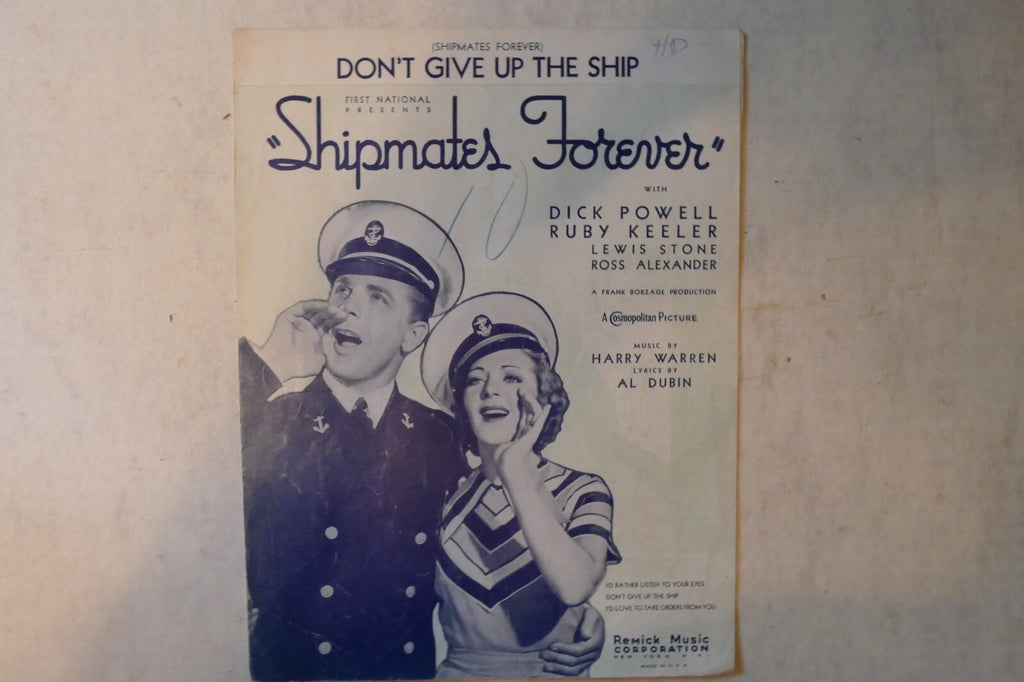 (SHIPMATES FOREVER)
DON'T GIVE UP THE SHIP
FIRST NATIONAL
PRESENTS
"Shipmates Forever"
10
WITH
DICK POWELL
RUBY KEELER
LEWIS STONE
ROSS ALEXANDER
A FRANK BORZAGE PRODUCTION
A Cosmopolitan PICTURE
MUSIC BY
HARRY WARREN
LYRICS BY
AL DUBIN
I'D RATHER LISTEN TO YOUR EYES
DON'T GIVE UP THE SHIP
I'D LOVE TO TAKE ORDERS FROM YOU
Remick Music
CORPORATION
NEW YORK N.Y.
MADE IN U.S.A.